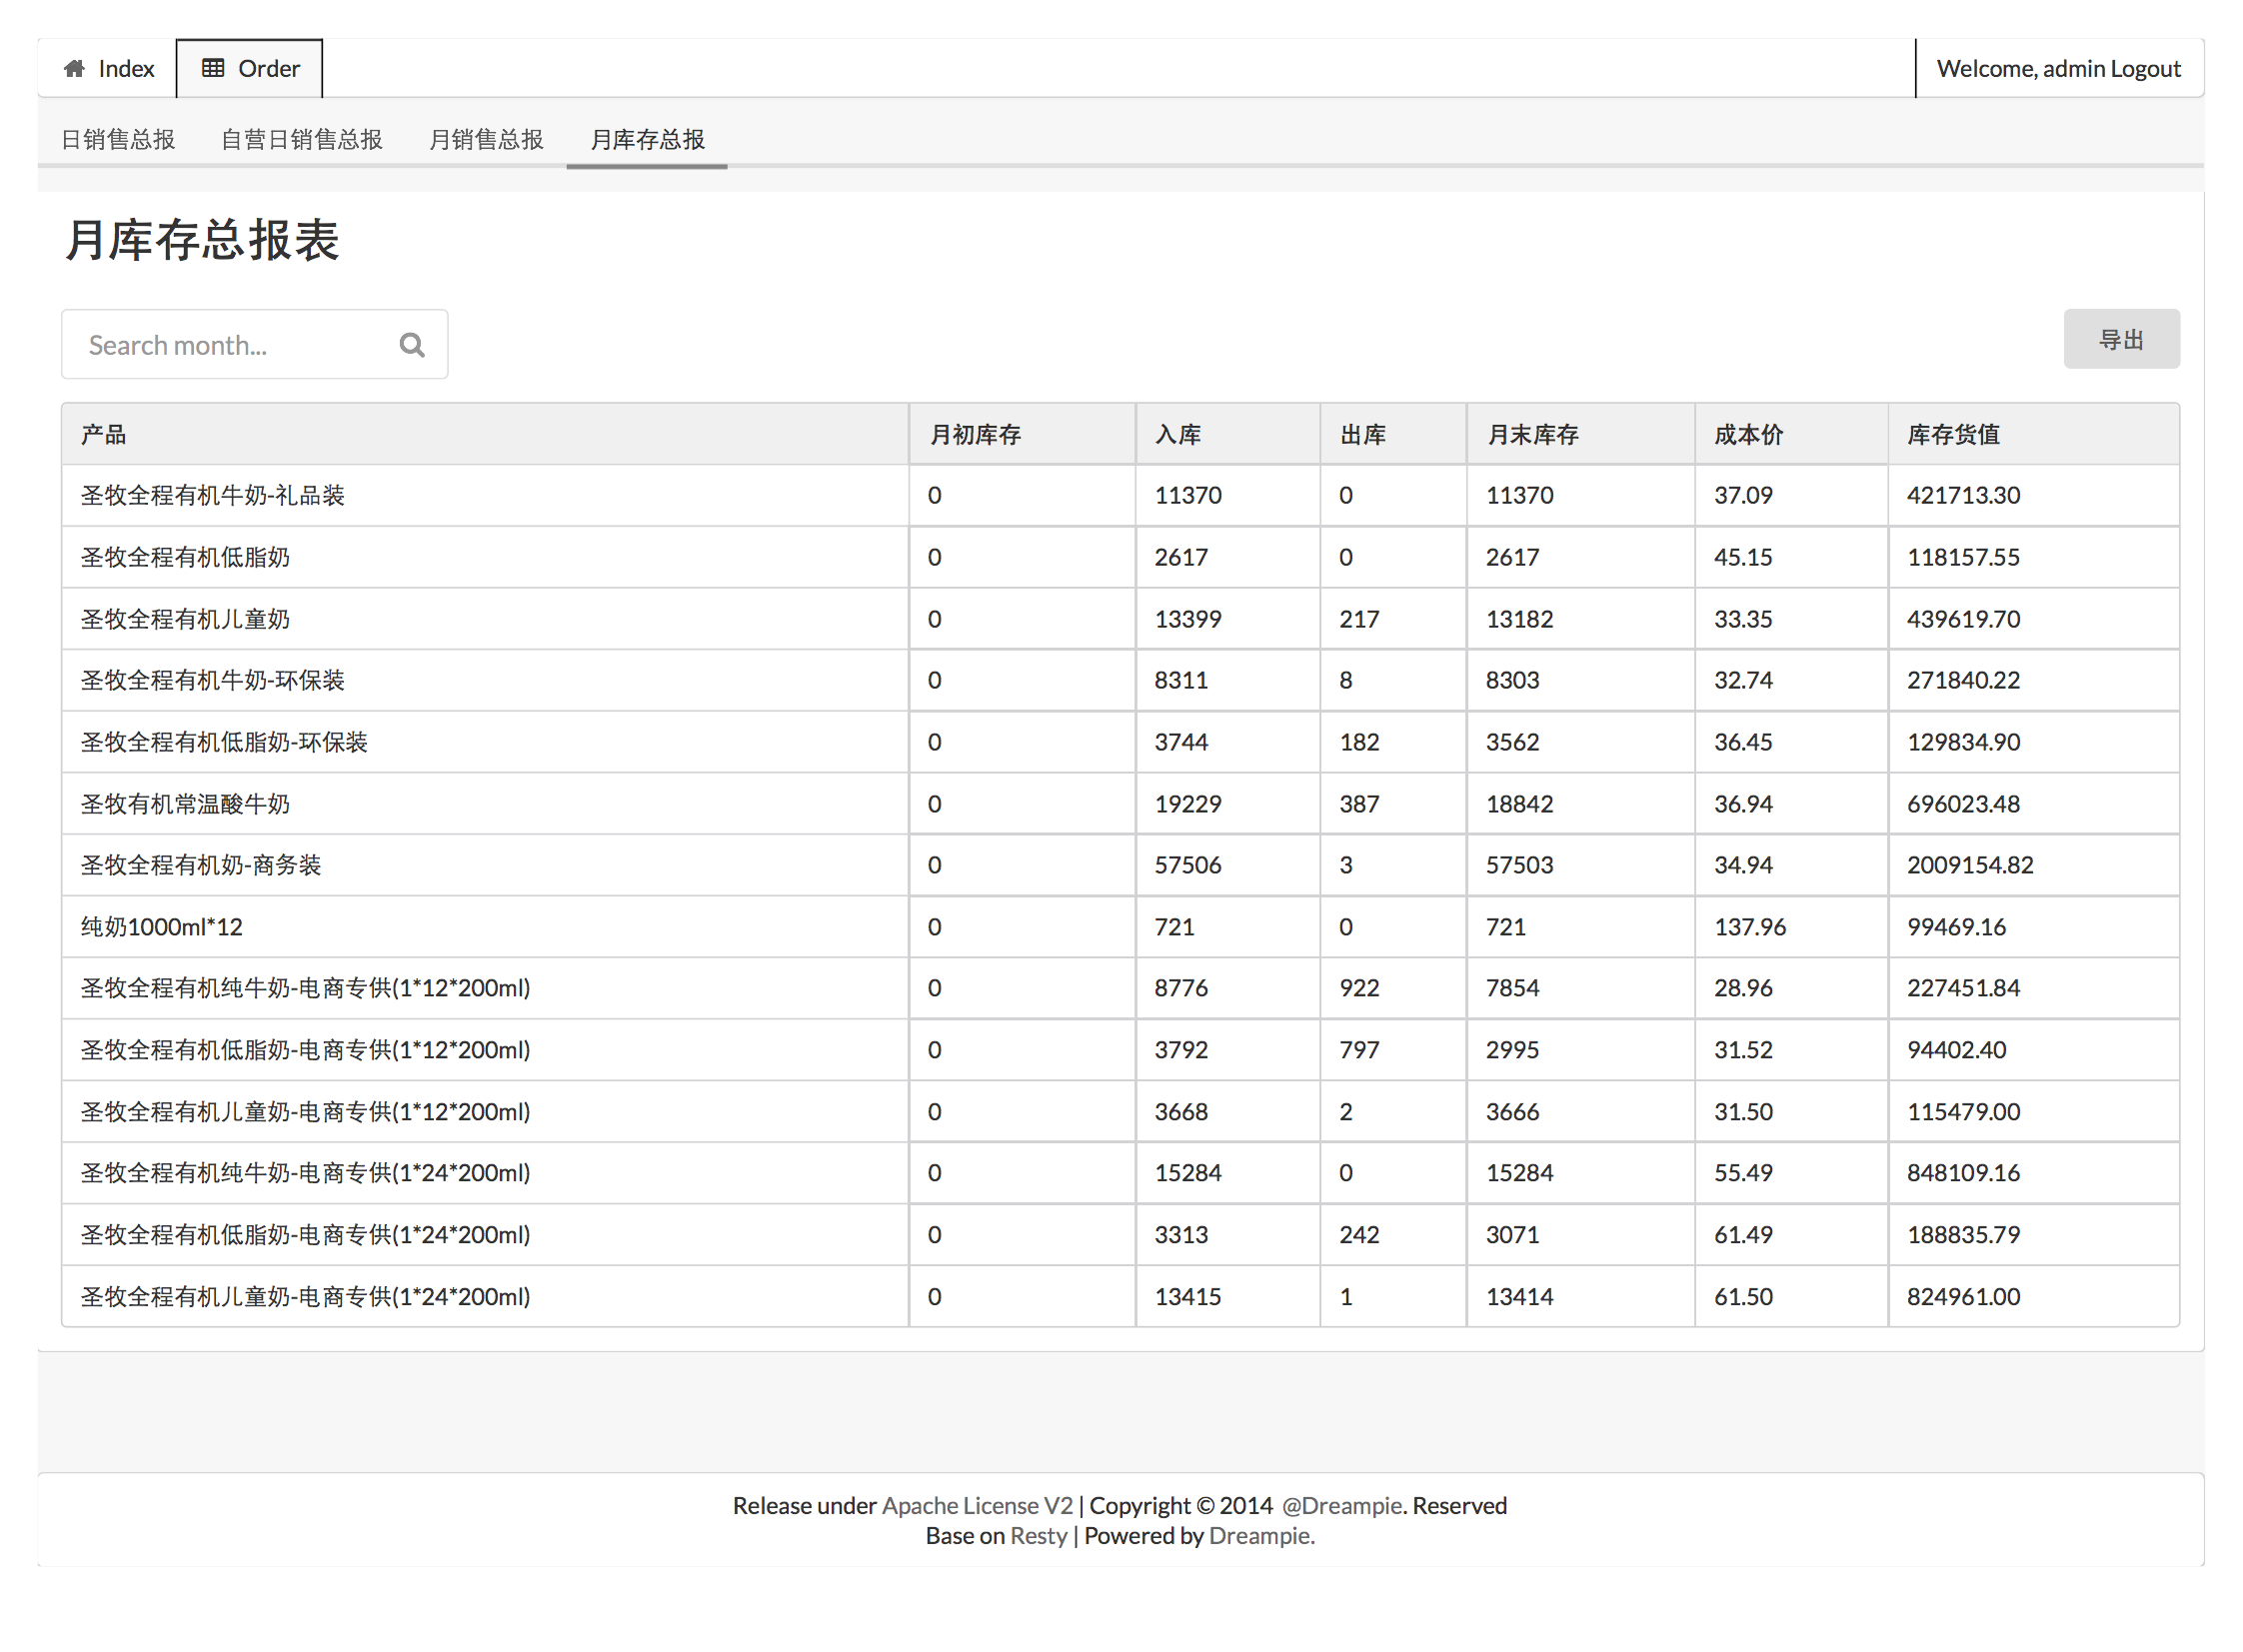 Index Order Welcome, admin Logout
日销售总报 自营日销售总报 月销售总报 月库存总报
月库存总报表
Search month... 导出
产品 月初库存 入库 出库 月末库存 成本价 库存货值
圣牧全程有机牛奶-礼品装 0 11370 0 11370 37.09 421713.30
圣牧全程有机低脂奶 0 2617 0 2617 45.15 118157.55
圣牧全程有机儿童奶 0 13399 217 13182 33.35 439619.70
圣牧全程有机牛奶-环保装 0 8311 8 8303 32.74 271840.22
圣牧全程有机低脂奶-环保装 0 3744 182 3562 36.45 129834.90
圣牧有机常温酸牛奶 0 19229 387 18842 36.94 696023.48
圣牧全程有机奶-商务装 0 57506 3 57503 34.94 2009154.82
纯奶1000ml*12 0 721 0 721 137.96 99469.16
圣牧全程有机纯牛奶-电商专供(1*12*200ml) 0 8776 922 7854 28.96 227451.84
圣牧全程有机低脂奶-电商专供(1*12*200ml) 0 3792 797 2995 31.52 94402.40
圣牧全程有机儿童奶-电商专供(1*12*200ml) 0 3668 2 3666 31.50 115479.00
圣牧全程有机纯牛奶-电商专供(1*24*200ml) 0 15284 0 15284 55.49 848109.16
圣牧全程有机低脂奶-电商专供(1*24*200ml) 0 3313 242 3071 61.49 188835.79
圣牧全程有机儿童奶-电商专供(1*24*200ml) 0 13415 1 13414 61.50 824961.00
Release under Apache License V2 | Copyright © 2014 @Dreampie. Reserved
Base on Resty | Powered by Dreampie.